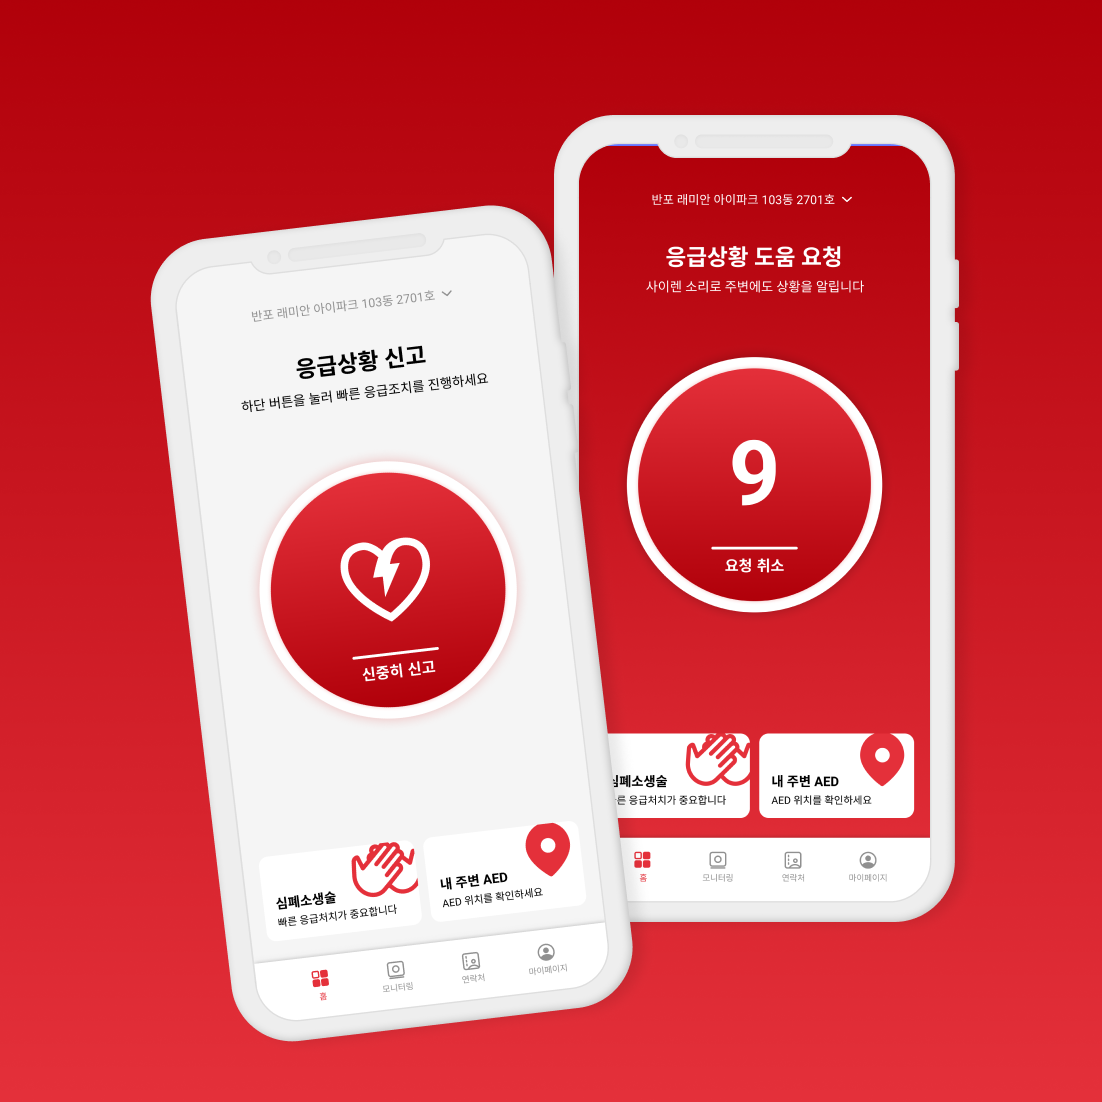 반포 래미안 아이파크 103동 2701호
응급상황 신고
하단 버튼을 눌러 빠른 응급조치를 진행하세요
신중히 신고
심폐소생술
빠른 응급처치가 중요합니다
내 주변 AED
AED 위치를 확인하세요
홈
모니터링
연락처
마이페이지
반포 래미안 아이파크 103동 2701호
응급상황 도움 요청
사이렌 소리로 주변에도 상황을 알립니다
9
요청 취소
심폐소생술
른 응급처치가 중요합니다
내 주변 AED
AED 위치를 확인하세요
홈
모니터링
연락처
마이페이지